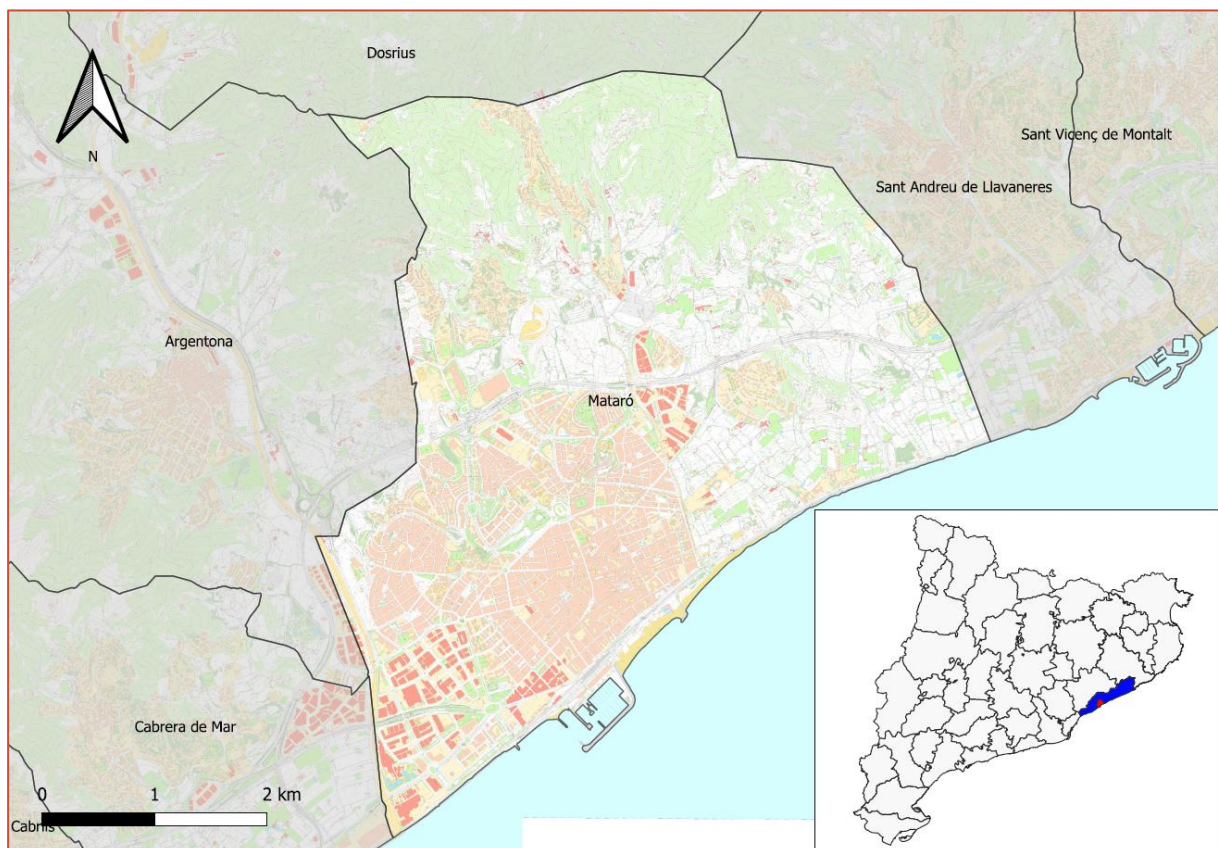 Dosrius
N
Sant Vicenç de Montalt
Sant Andreu de Llavaneres
Argentona
Mataró
Cabrera de Mar
0 1 2 km
Cabrils